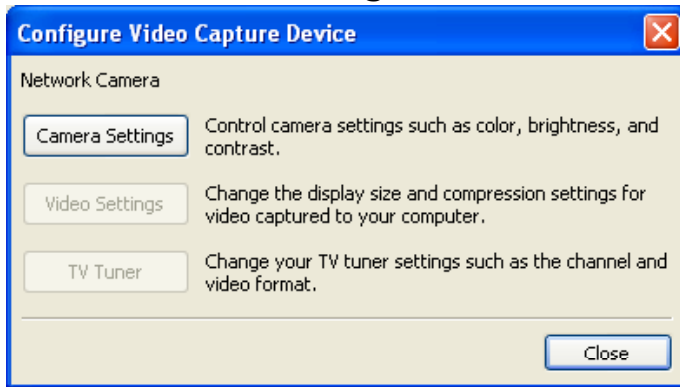 Configure Video Capture Device
Network Camera
Camera Settings
Control camera settings such as color, brightness, and
contrast.
Video Settings
Change the display size and compression settings for
video captured to your computer.
TV Tuner
Change your TV tuner settings such as the channel and
video format.
Close